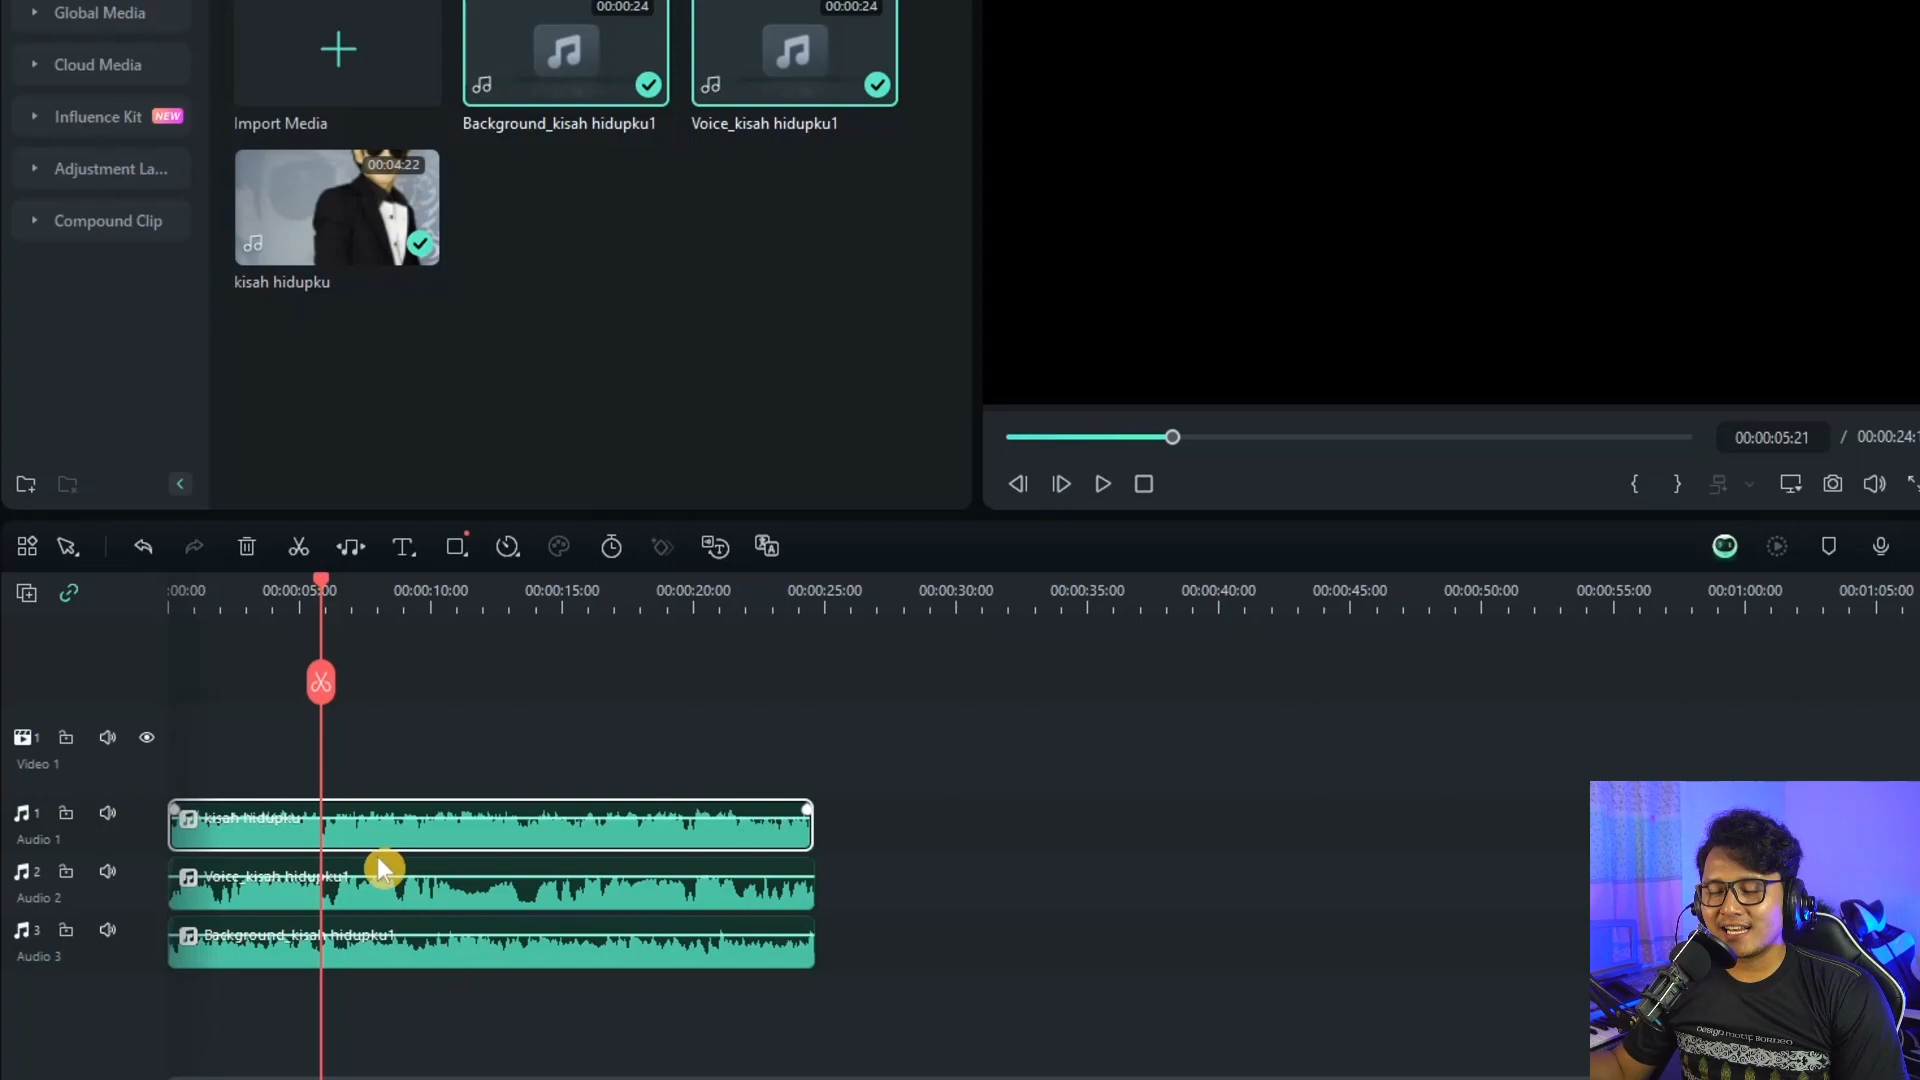 Global Media
00:00:24
00:00:24
Cloud Media
Influence Kit NEW
Import Media
Background_kisah hidupku1
Voice_kisah hidupku1
Adjustment La...
00:04:22
Compound Clip
kisah hidupku
00:00:05:21 / 00:00:24:1
:00:00
00:00:05:00
00:00:10:00
00:00:15:00
00:00:20:00
00:00:25:00
00:00:30:00
00:00:35:00
00:00:40:00
00:00:45:00
00:00:50:00
00:00:55:00
00:01:00:00
00:01:05:00
1
Video 1
1
kisah hidupku
Audio 1
2
Voice_kisah hidupku1
Audio 2
3
Background_kisah hidupku1
Audio 3
DESIGN MOTIF BORNEO